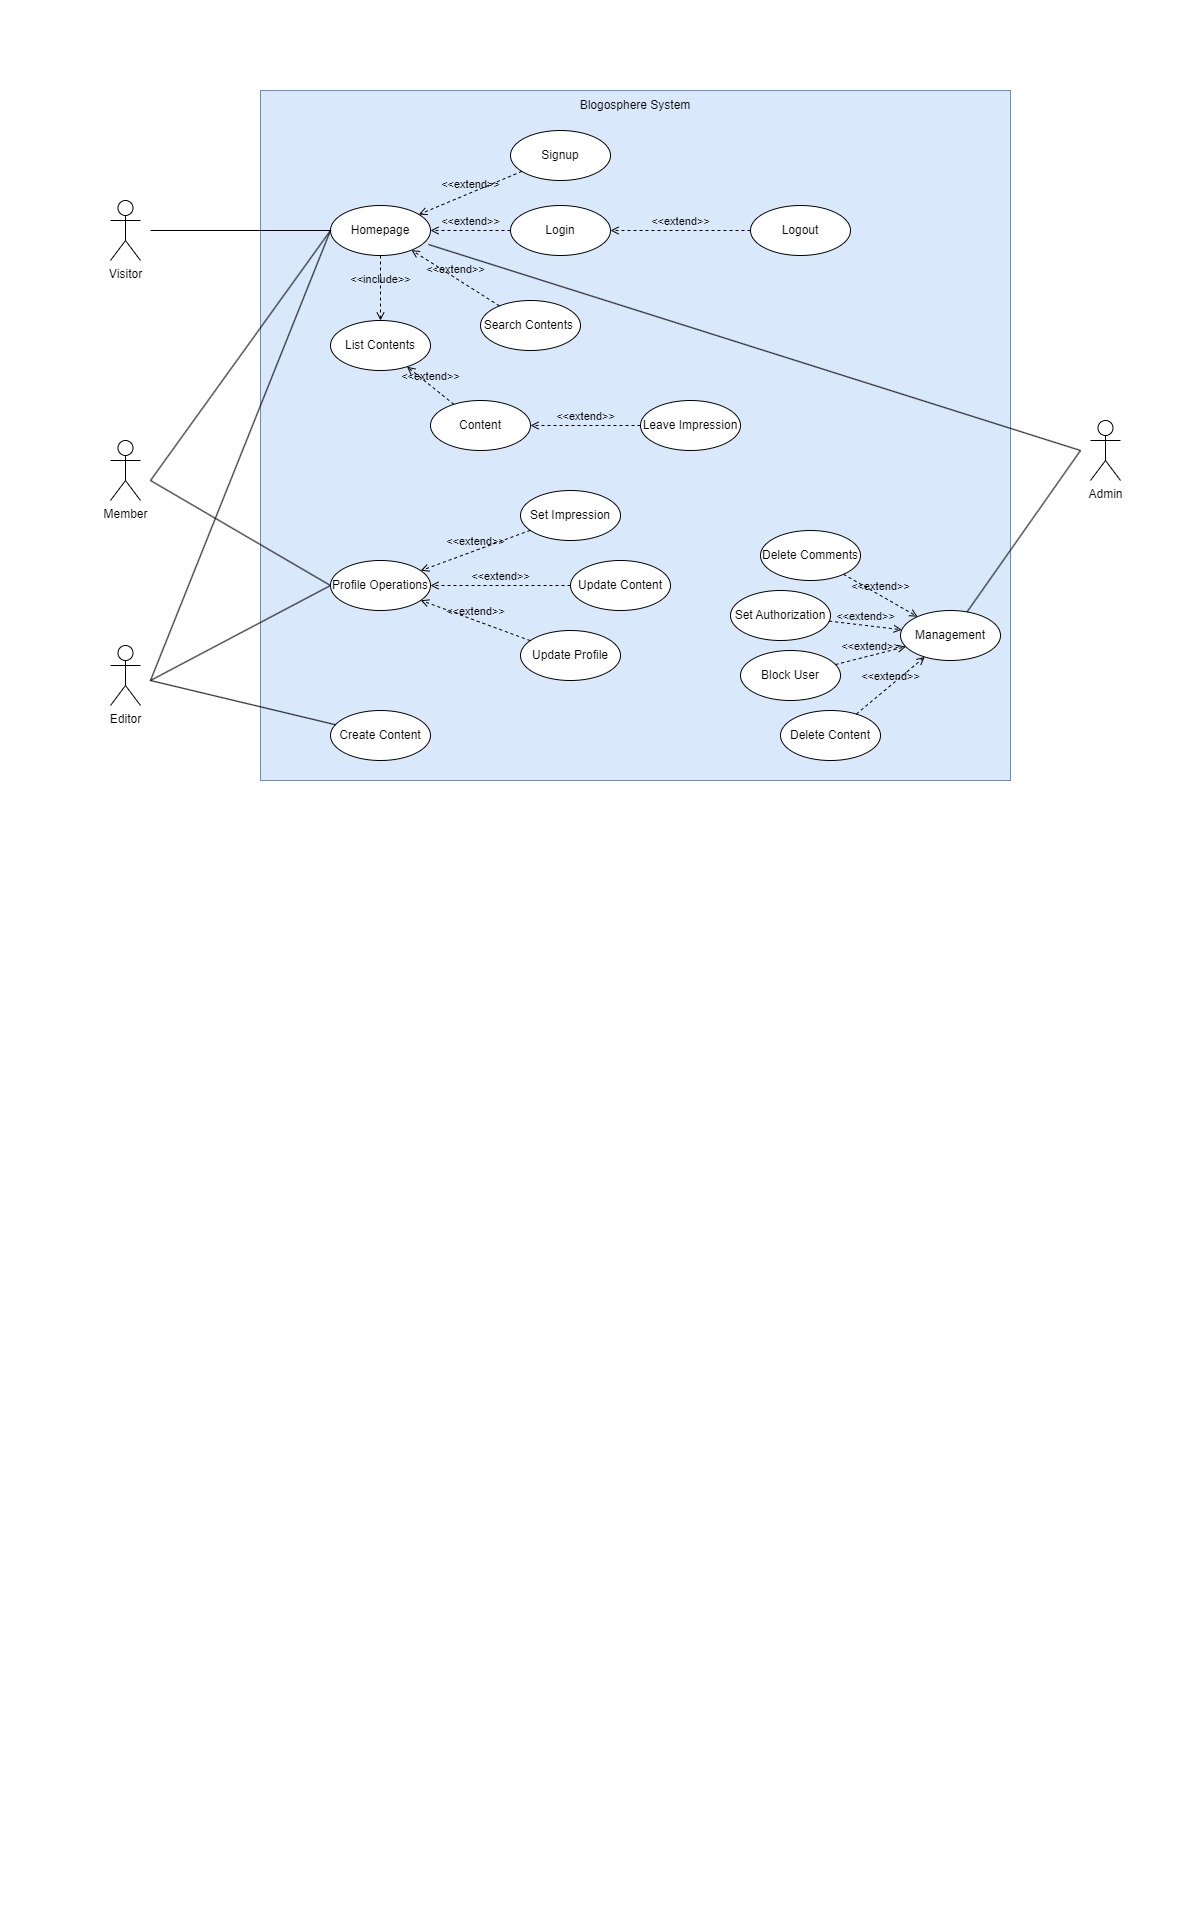 Blogosphere System
Signup
<<extend>>
Visitor
Homepage
<<extend>>
Login
<<extend>>
Logout
<<include>>
<<extend>>
Search Contents
List Contents
<<extend>>
Content
<<extend>>
Leave Impression
Member
Admin
Set Impression
<<extend>>
Profile Operations
<<extend>>
Update Content
<<extend>>
Update Profile
Delete Comments
<<extend>>
Set Authorization
<<extend>>
Management
Block User
<<extend>>
<<extend>>
Delete Content
Editor
Create Content